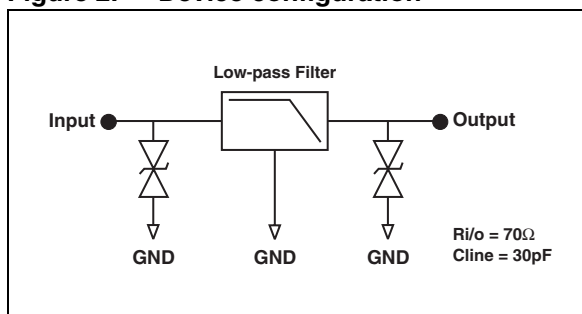 Figure 2. Device configuration
Low-pass Filter
Input
Output
GND
GND
GND
Ri/o = 70Ω
Cline = 30pF